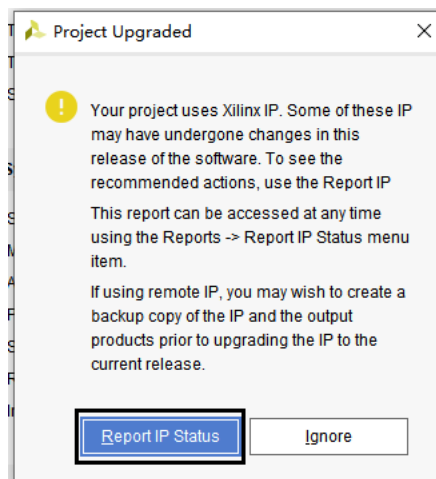 Project Upgraded
Your project uses Xilinx IP. Some of these IP
may have undergone changes in this
release of the software. To see the
recommended actions, use the Report IP
This report can be accessed at any time
using the Reports -> Report IP Status menu
item.
If using remote IP, you may wish to create a
backup copy of the IP and the output
products prior to upgrading the IP to the
current release.
Report IP Status
Ignore